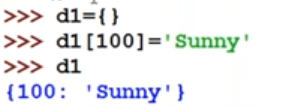 >>> d1={}
>>> d1[100]='Sunny'
>>> d1
{100: 'Sunny'}